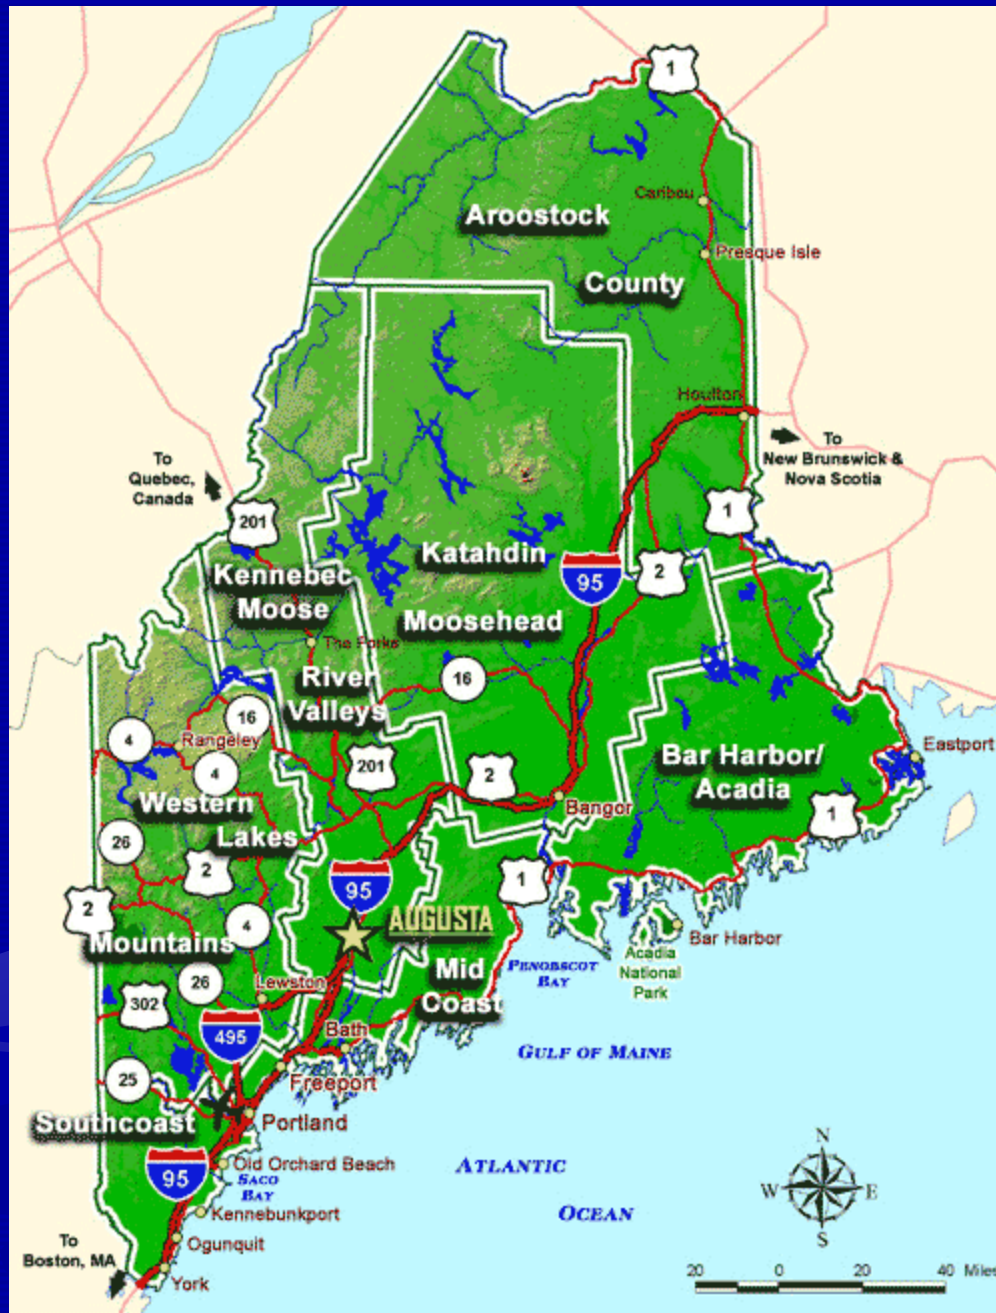 1
Caribou
Aroostock
Presque Isle
County
Houlton
To
Quebec,
Canada
To
New Brunswick &
Nova Scotia
201
1
Katahdin
95
2
Kennebec
Moose
Moosehead
The Forks
River
Valleys
16
16
4
Rangeley
201
2
Bar Harbor/
Acadia
Eastport
4
Western
Bangor
1
Lakes
26
2
95
1
2
AUGUSTA
4
Mountains
Bar Harbor
Acadia
National
Park
PENOBSCOT
BAY
Mid
Coast
26
Lewston
302
495
Bath
GULF OF MAINE
25
Freeport
Southcoast
Portland
95
Old Orchard Beach
SACO
BAY
ATLANTIC
OCEAN
Kennebunkport
Ogunquit
To
Boston, MA
York
N
W
E
S
20 0 20 40 Miles